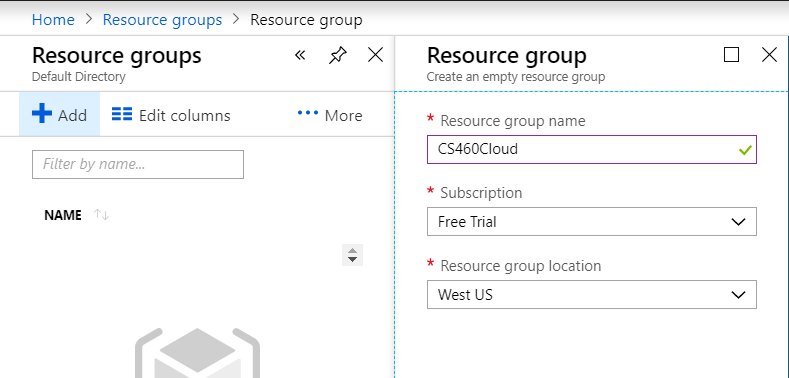 Home > Resource groups > Resource group
Resource groups
Default Directory
Add
Edit columns
More
Filter by name...
NAME
Resource group
Create an empty resource group
* Resource group name
CS460Cloud
* Subscription
Free Trial
* Resource group location
West US